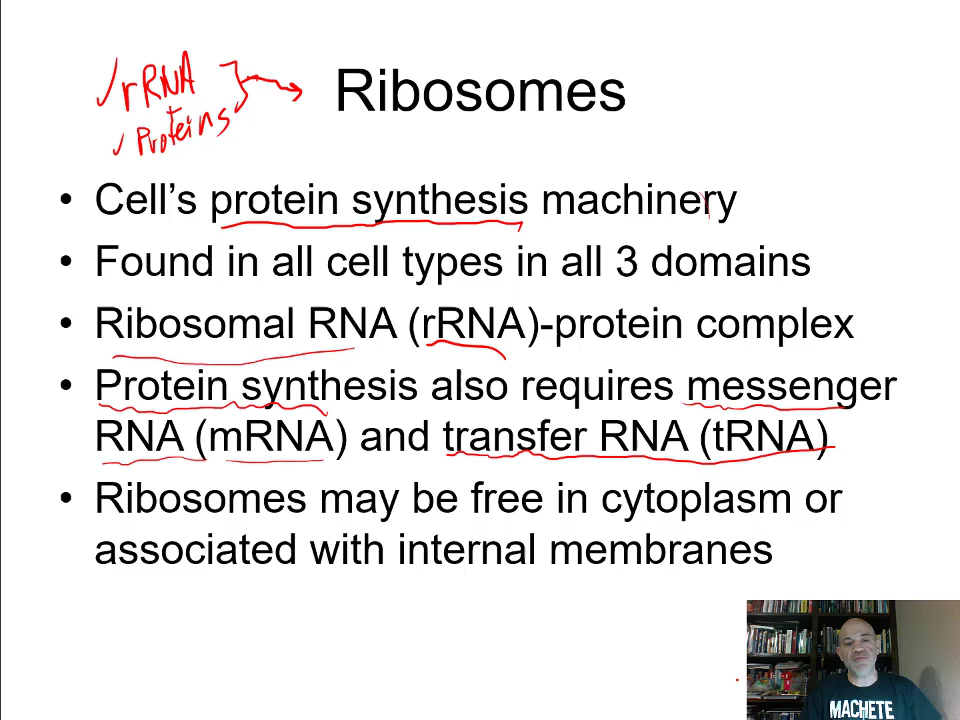 rRNA
Proteins
Ribosomes
• Cell's protein synthesis machinery
• Found in all cell types in all 3 domains
• Ribosomal RNA (rRNA)-protein complex
• Protein synthesis also requires messenger
RNA (mRNA) and transfer RNA (tRNA)
• Ribosomes may be free in cytoplasm or
associated with internal membranes
MACHETE